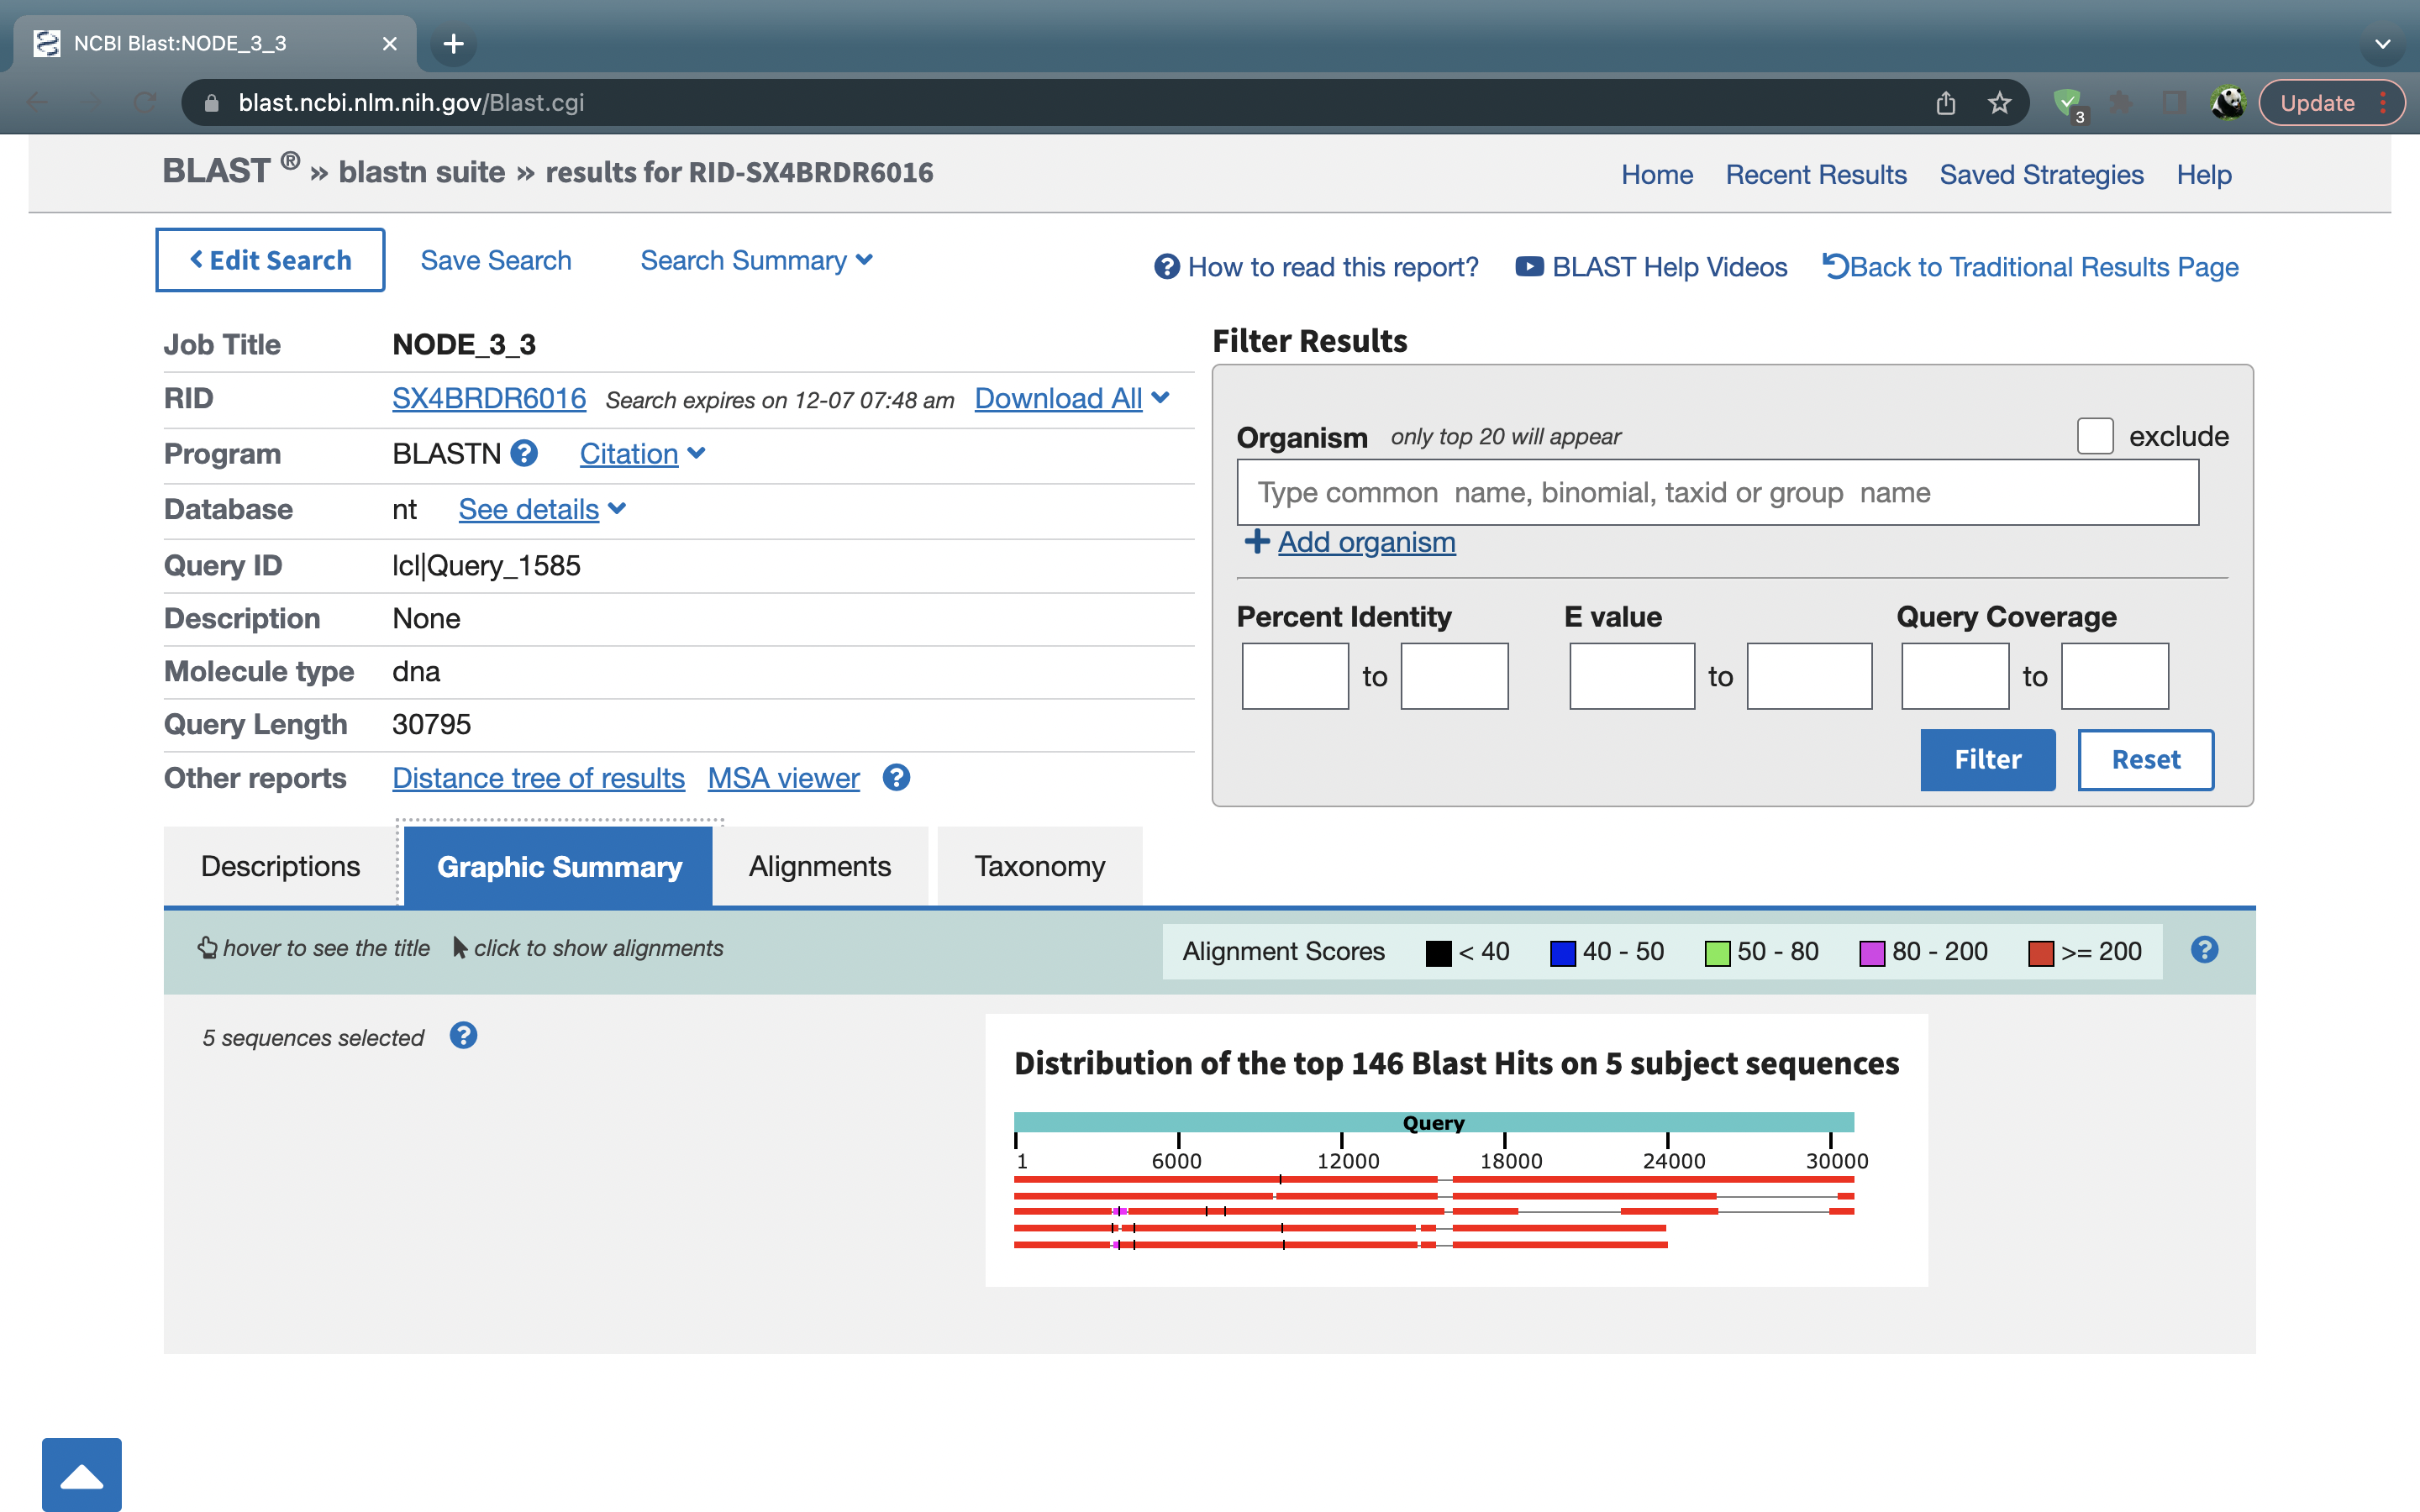 NCBI Blast:NODE_3_3
blast.ncbi.nlm.nih.gov/Blast.cgi
3
Update
BLAST ® » blastn suite » results for RID-SX4BRDR6016
Home Recent Results Saved Strategies Help
Edit Search Save Search Search Summary
How to read this report? BLAST Help Videos Back to Traditional Results Page
Job Title NODE_3_3
RID SX4BRDR6016 Search expires on 12-07 07:48 am Download All
Program BLASTN Citation
Database nt See details
Query ID lcl|Query_1585
Description None
Molecule type dna
Query Length 30795
Other reports Distance tree of results MSA viewer
Filter Results
Organism only top 20 will appear exclude
Type common name, binomial, taxid or group name
Add organism
Percent Identity E value Query Coverage
to to to
Filter Reset
Descriptions Graphic Summary Alignments Taxonomy
hover to see the title click to show alignments
Alignment Scores < 40 40 - 50 50 - 80 80 - 200 >= 200
5 sequences selected
Distribution of the top 146 Blast Hits on 5 subject sequences
Query
1 6000 12000 18000 24000 30000